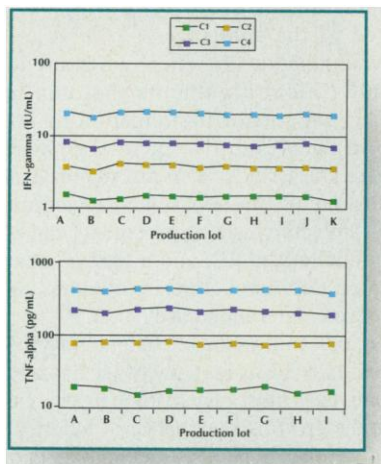 C1 C2
C3 C4
100
10
1
IFN-gamma (IU/mL)
A B C D E F G H I J K
Production lot
1000
100
10
TNF-alpha (pg/mL)
A B C D E F G H I
Production lot